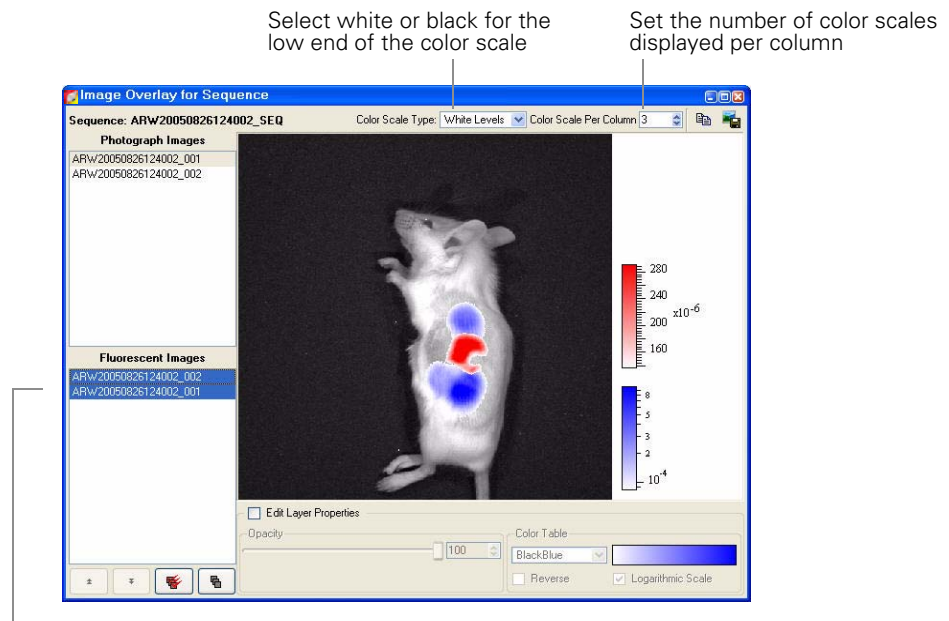 Select white or black for the
low end of the color scale
Set the number of color scales
displayed per column
Image Overlay for Sequence
Sequence: ARW20050826124002_SEQ
Color Scale Type: White Levels
Color Scale Per Column 3
Photograph Images
ARW20050826124002_001
ARW20050826124002_002
280
240
200
160
x10-6
Fluorescent Images
ARW20050826124002_002
ARW20050826124002_001
8
5
3
2
10-4
Edit Layer Properties
Opacity
100
Color Table
BlackBlue
Reverse
Logarithmic Scale